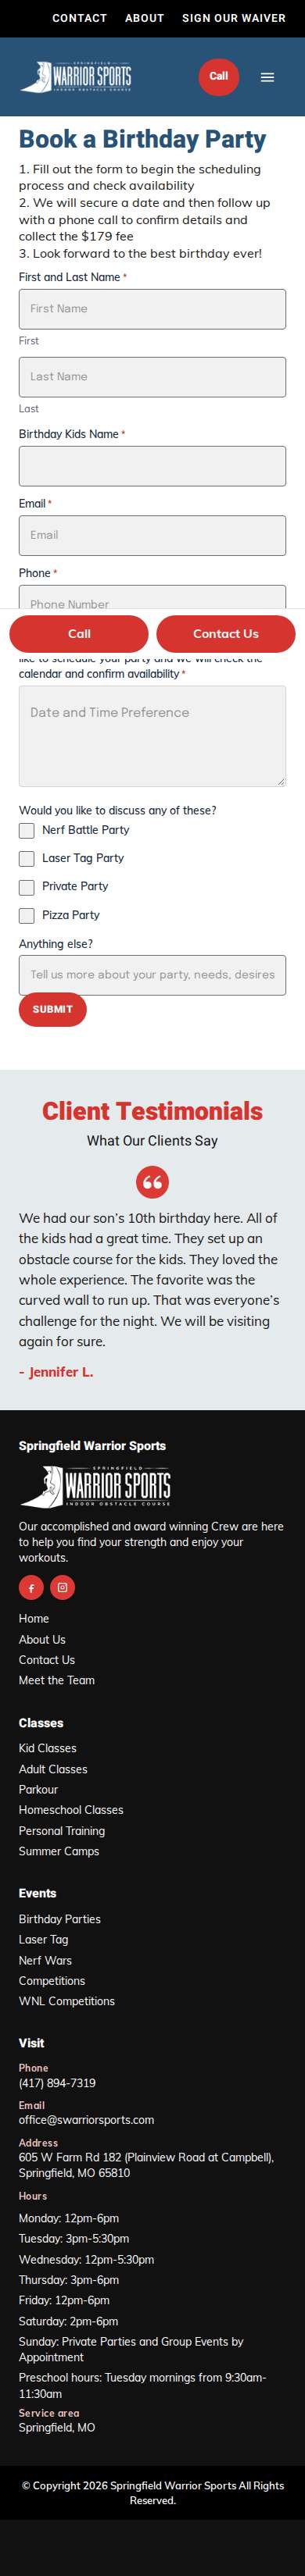 CONTACT ABOUT SIGN OUR WAIVER
SPRINGFIELD
WARRIOR SPORTS
INDOOR OBSTACLE COURSE
Call
Book a Birthday Party
1. Fill out the form to begin the scheduling
process and check availability
2. We will secure a date and then follow up
with a phone call to confirm details and
collect the $179 fee
3. Look forward to the best birthday ever!
First and Last Name *
First Name
First
Last Name
Last
Birthday Kids Name *
Email *
Email
Phone *
Phone Number
Call
Contact Us
like to schedule your party and we will check the
calendar and confirm availability *
Date and Time Preference
Would you like to discuss any of these?
Nerf Battle Party
Laser Tag Party
Private Party
Pizza Party
Anything else?
Tell us more about your party, needs, desires
SUBMIT
Client Testimonials
What Our Clients Say
We had our son's 10th birthday here. All of
the kids had a great time. They set up an
obstacle course for the kids. They loved the
whole experience. The favorite was the
curved wall to run up. That was everyone's
challenge for the night. We will be visiting
again for sure.
- Jennifer L.
Springfield Warrior Sports
SPRINGFIELD
WARRIOR SPORTS
INDOOR OBSTACLE COURSE
Our accomplished and award winning Crew are here
to help you find your strength and enjoy your
workouts.
Home
About Us
Contact Us
Meet the Team
Classes
Kid Classes
Adult Classes
Parkour
Homeschool Classes
Personal Training
Summer Camps
Events
Birthday Parties
Laser Tag
Nerf Wars
Competitions
WNL Competitions
Visit
Phone
(417) 894-7319
Email
office@swarriorsports.com
Address
605 W Farm Rd 182 (Plainview Road at Campbell),
Springfield, MO 65810
Hours
Monday: 12pm-6pm
Tuesday: 3pm-5:30pm
Wednesday: 12pm-5:30pm
Thursday: 3pm-6pm
Friday: 12pm-6pm
Saturday: 2pm-6pm
Sunday: Private Parties and Group Events by
Appointment
Preschool hours: Tuesday mornings from 9:30am-
11:30am
Service area
Springfield, MO
© Copyright 2026 Springfield Warrior Sports All Rights
Reserved.